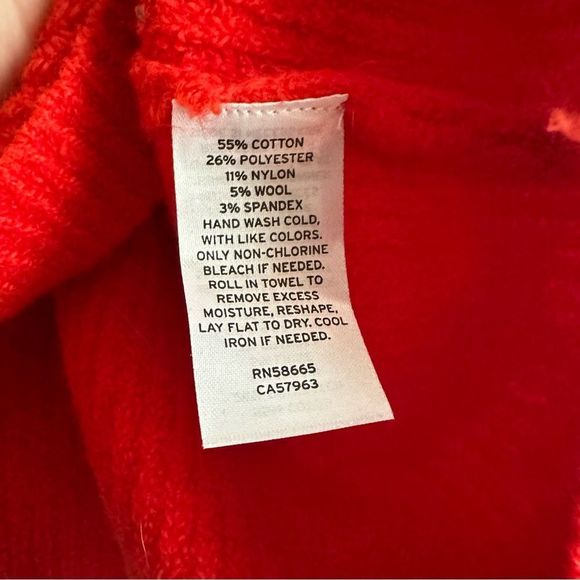 55% COTTON
26% POLYESTER
11% NYLON
5% WOOL
3% SPANDEX
HAND WASH COLD,
WITH LIKE COLORS.
ONLY NON-CHLORINE
BLEACH IF NEEDED.
ROLL IN TOWEL TO
REMOVE EXCESS
MOISTURE, RESHAPE,
LAY FLAT TO DRY. COOL
IRON IF NEEDED.
RN58665
CA57963